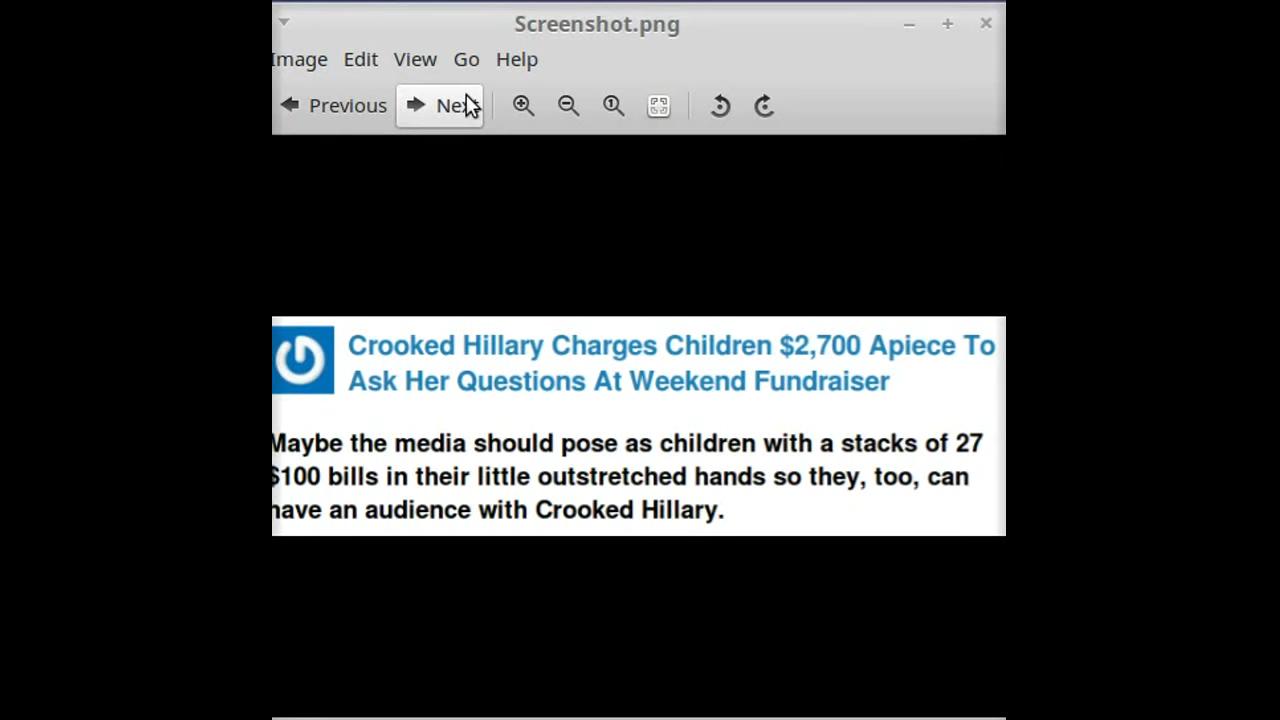 Screenshot.png
Image Edit View Go Help
Previous Next
Crooked Hillary Charges Children $2,700 Apiece To
Ask Her Questions At Weekend Fundraiser
Maybe the media should pose as children with a stacks of 27
$100 bills in their little outstretched hands so they, too, can
have an audience with Crooked Hillary.